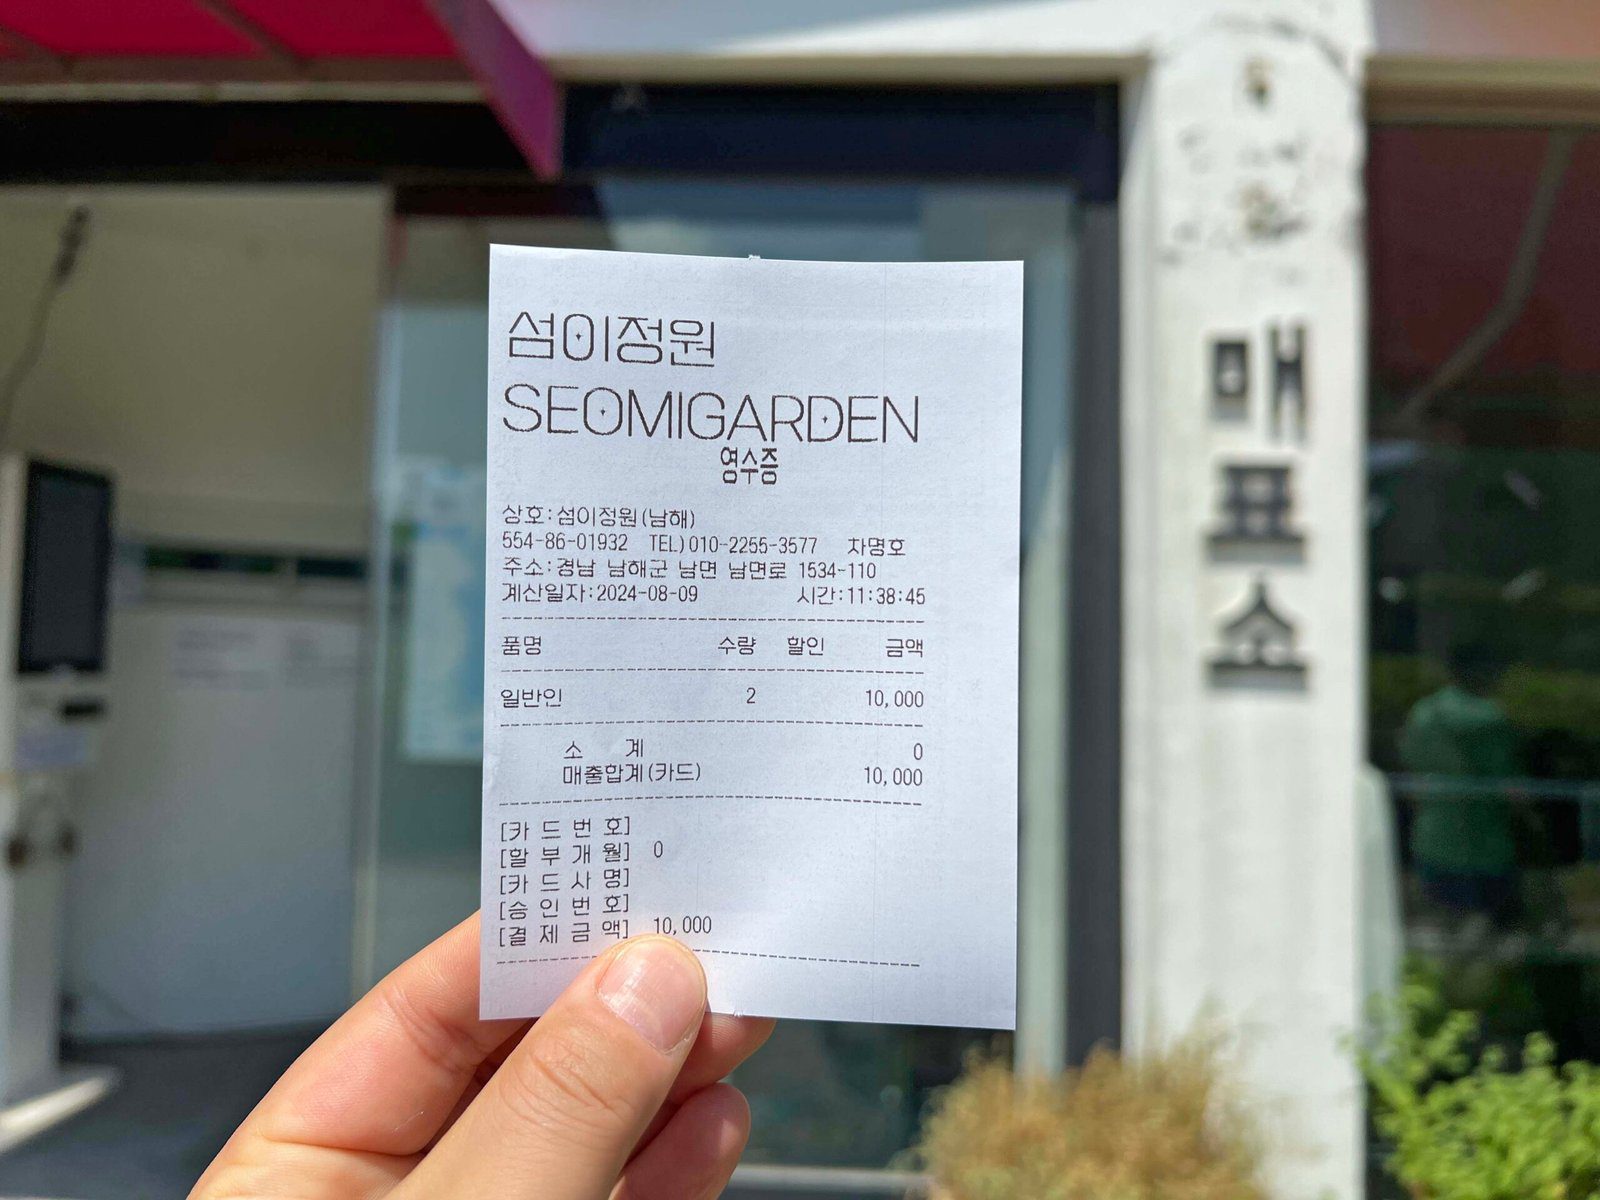 섬이정원
SEOMIGARDEN
영수증
상호:섬이정원(남해)
554-86-01932 TEL)010-2255-3577 차명호
주소:경남 남해군 남면 남면로 1534-110
계산일자:2024-08-09 시간:11:38:45
품명 수량 할인 금액
일반인 2 10,000
소 계 0
매출합계(카드) 10,000
[카 드 번 호]
[할 부 개 월] 0
[카 드 사 명]
[승 인 번 호]
[결 제 금 액] 10,000
매표소